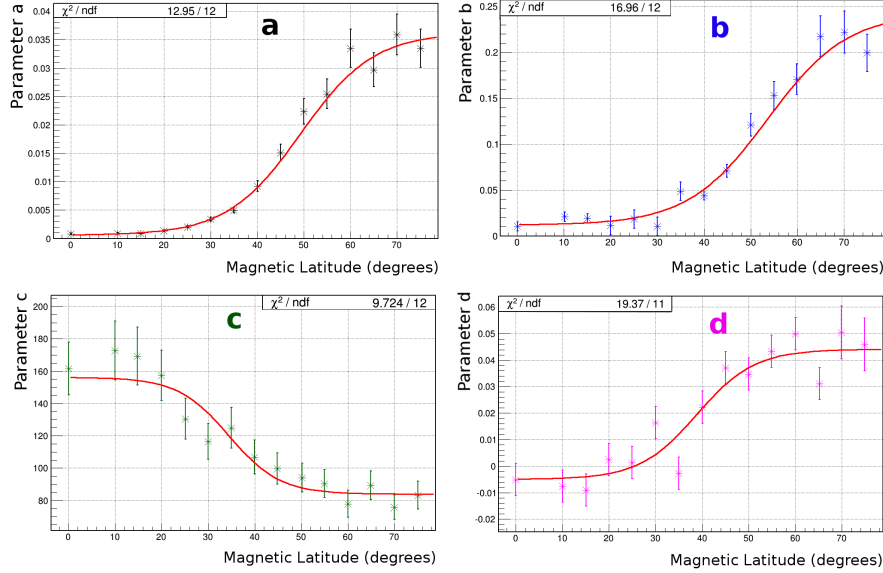 χ² / ndf 12.95 / 12
a
Parameter a
0.04
0.035
0.03
0.025
0.02
0.015
0.01
0.005
0
0 10 20 30 40 50 60 70
Magnetic Latitude (degrees)
χ² / ndf 16.96 / 12
b
Parameter b
0.25
0.2
0.15
0.1
0.05
0
0 10 20 30 40 50 60 70
Magnetic Latitude (degrees)
χ² / ndf 9.724 / 12
c
Parameter c
200
180
160
140
120
100
80
0 10 20 30 40 50 60 70
Magnetic Latitude (degrees)
χ² / ndf 19.37 / 11
d
Parameter d
0.06
0.05
0.04
0.03
0.02
0.01
0
-0.01
-0.02
0 10 20 30 40 50 60 70
Magnetic Latitude (degrees)